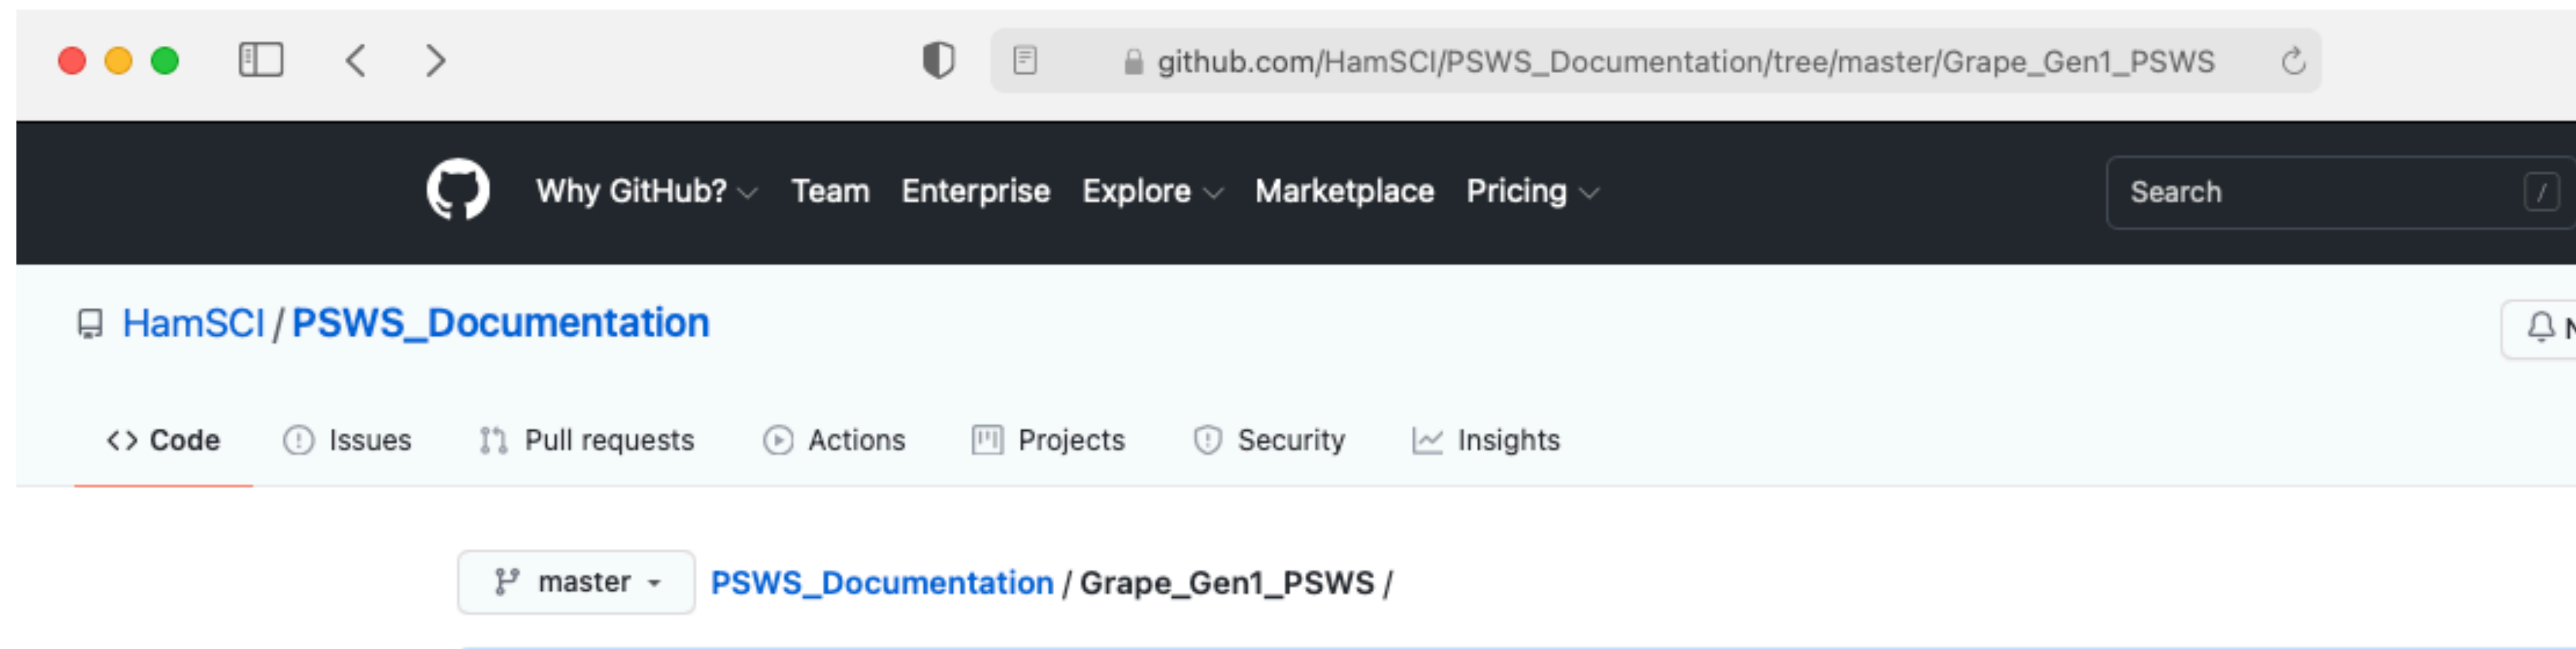 github.com/HamSCI/PSWS_Documentation/tree/master/Grape_Gen1_PSWS
Why GitHub? Team Enterprise Explore Marketplace Pricing Search /
HamSCI / PSWS_Documentation
<> Code Issues Pull requests Actions Projects Security Insights
master PSWS_Documentation / Grape_Gen1_PSWS /